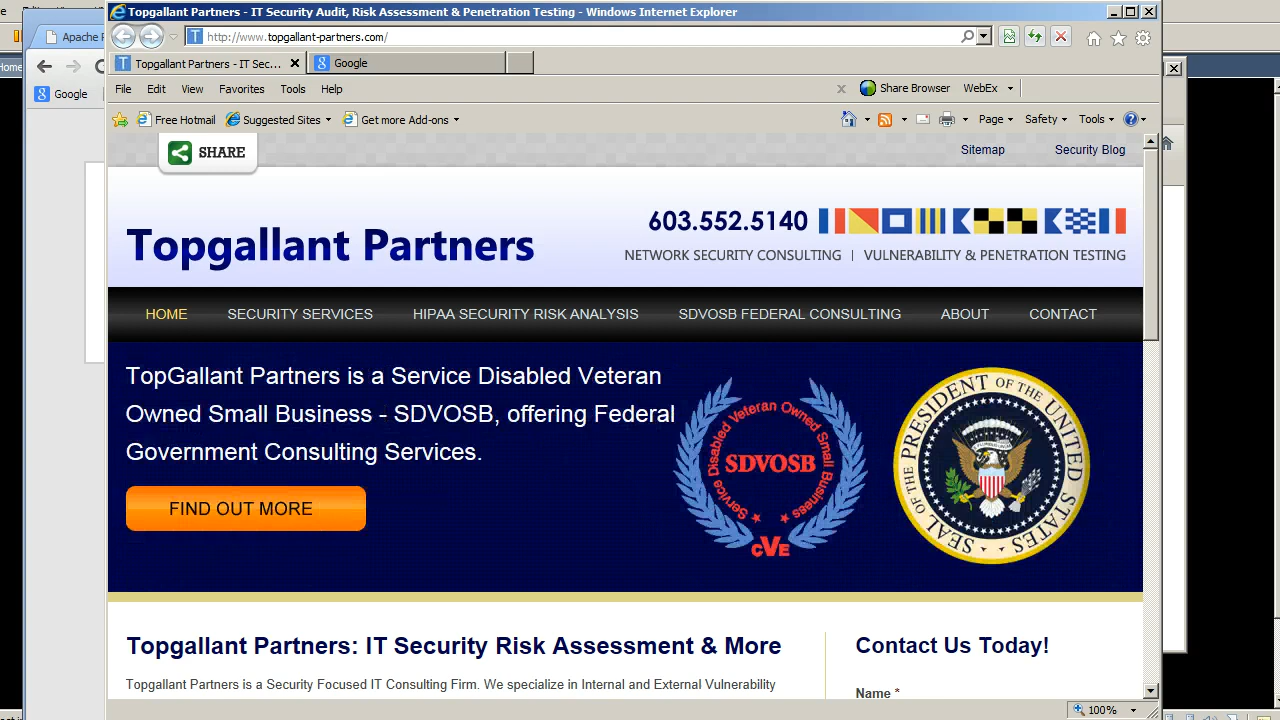 Topgallant Partners - IT Security Audit, Risk Assessment & Penetration Testing - Windows Internet Explorer
Apache
http://www.topgallant-partners.com/
Topgallant Partners - IT Sec...
Google
Home
File Edit View Favorites Tools Help
x Share Browser WebEx
Google
Free Hotmail Suggested Sites Get more Add-ons
Page Safety Tools
SHARE
Sitemap Security Blog
603.552.5140
Topgallant Partners
NETWORK SECURITY CONSULTING | VULNERABILITY & PENETRATION TESTING
HOME SECURITY SERVICES HIPAA SECURITY RISK ANALYSIS SDVOSB FEDERAL CONSULTING ABOUT CONTACT
TopGallant Partners is a Service Disabled Veteran
Owned Small Business - SDVOSB, offering Federal
Government Consulting Services.
FIND OUT MORE
Service Disabled Veteran Owned Small Business
SDVOSB
CVE
SEAL OF THE PRESIDENT OF THE UNITED STATES
Topgallant Partners: IT Security Risk Assessment & More
Topgallant Partners is a Security Focused IT Consulting Firm. We specialize in Internal and External Vulnerability
Contact Us Today!
Name *
100%